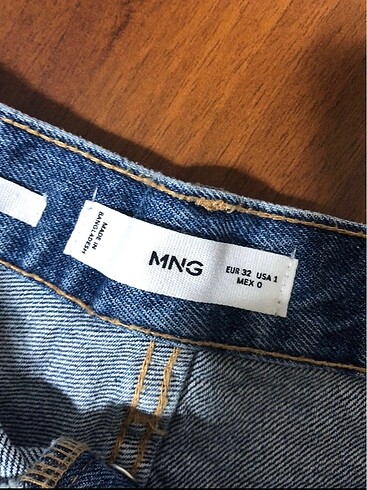 MADE IN
BANGLADESH
MNG
EUR 32 USA 1
MEX 0